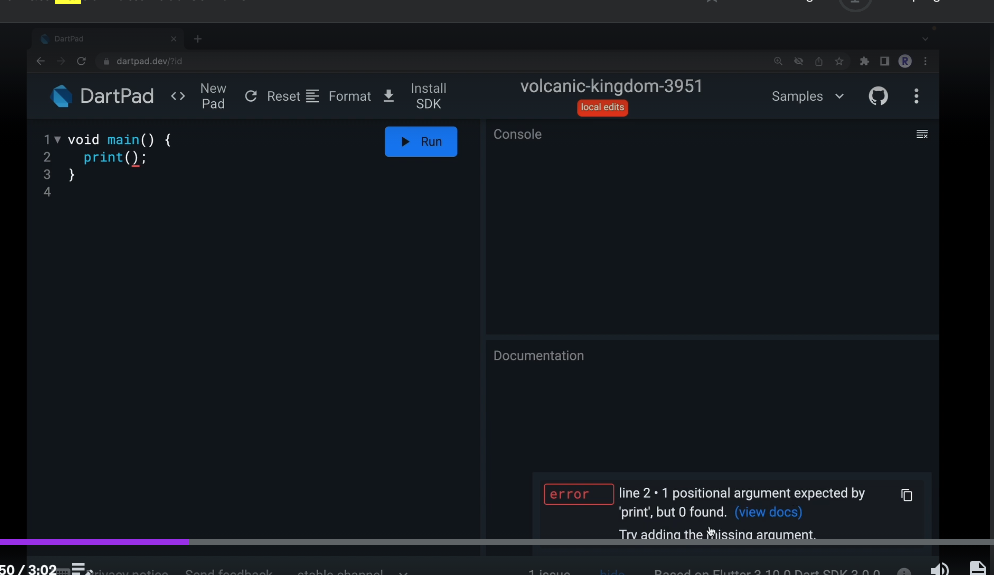 DartPad
dartpad.dev/?id
R
DartPad
<> New Pad
Reset
Format
Install SDK
volcanic-kingdom-3951
local edits
Samples
1 void main() {
2 print();
3 }
4
Run
Console
Documentation
error
line 2 • 1 positional argument expected by
'print', but 0 found. (view docs)
Try adding the missing argument.
50 / 3:02
Privacy notice
Send feedback
stable channel
1 issue
hide
Based on Flutter 3.10.0 Dart SDK 3.0.0